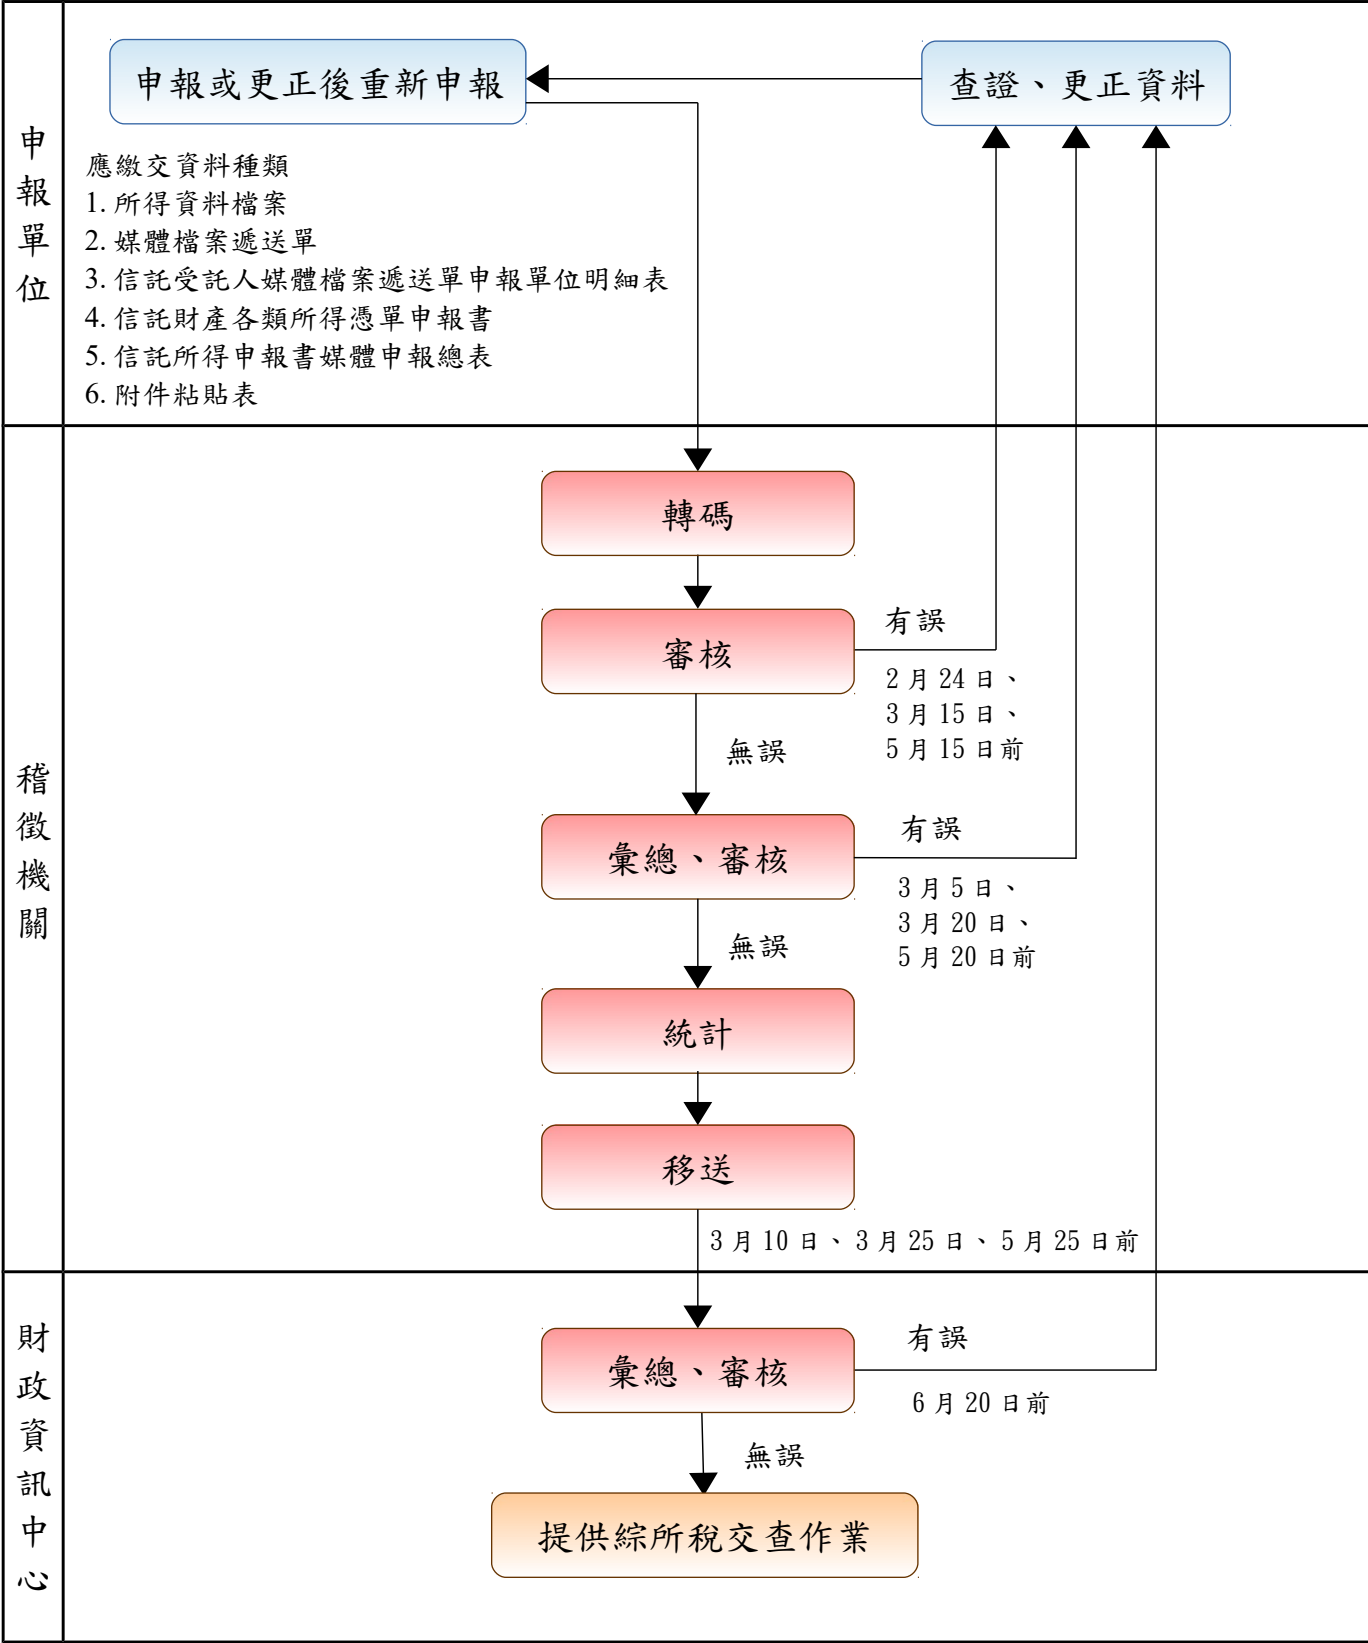 申報單位
申報或更正後重新申報
查證、更正資料
應繳交資料種類
1. 所得資料檔案
2. 媒體檔案遞送單
3. 信託受託人媒體檔案遞送單申報單位明細表
4. 信託財產各類所得憑單申報書
5. 信託所得申報書媒體申報總表
6. 附件粘貼表
稽徵機關
轉碼
審核
有誤
2 月 24 日、
3 月 15 日、
5 月 15 日前
無誤
彙總、審核
有誤
3 月 5 日、
3 月 20 日、
5 月 20 日前
無誤
統計
移送
3 月 10 日、 3 月 25 日、 5 月 25 日前
財政資訊中心
彙總、審核
有誤
6 月 20 日前
無誤
提供綜所稅交查作業